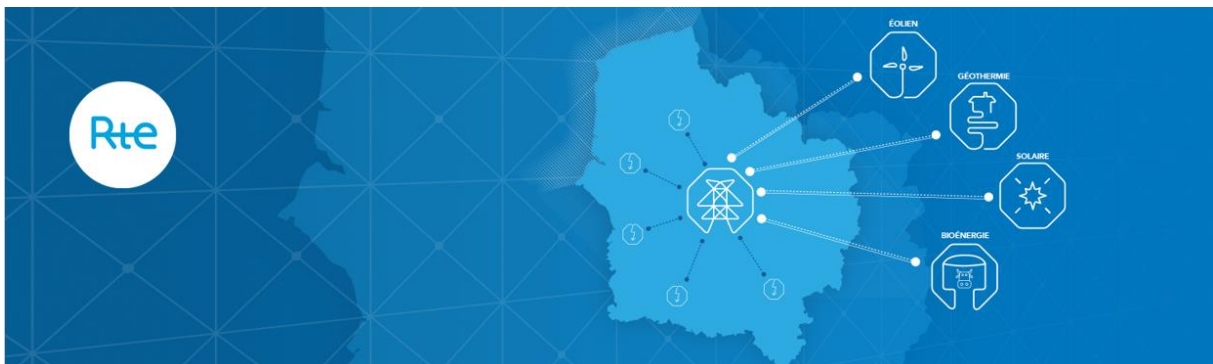 Rte
ÉOLIEN
GÉOTHERMIE
SOLAIRE
BIOÉNERGIE